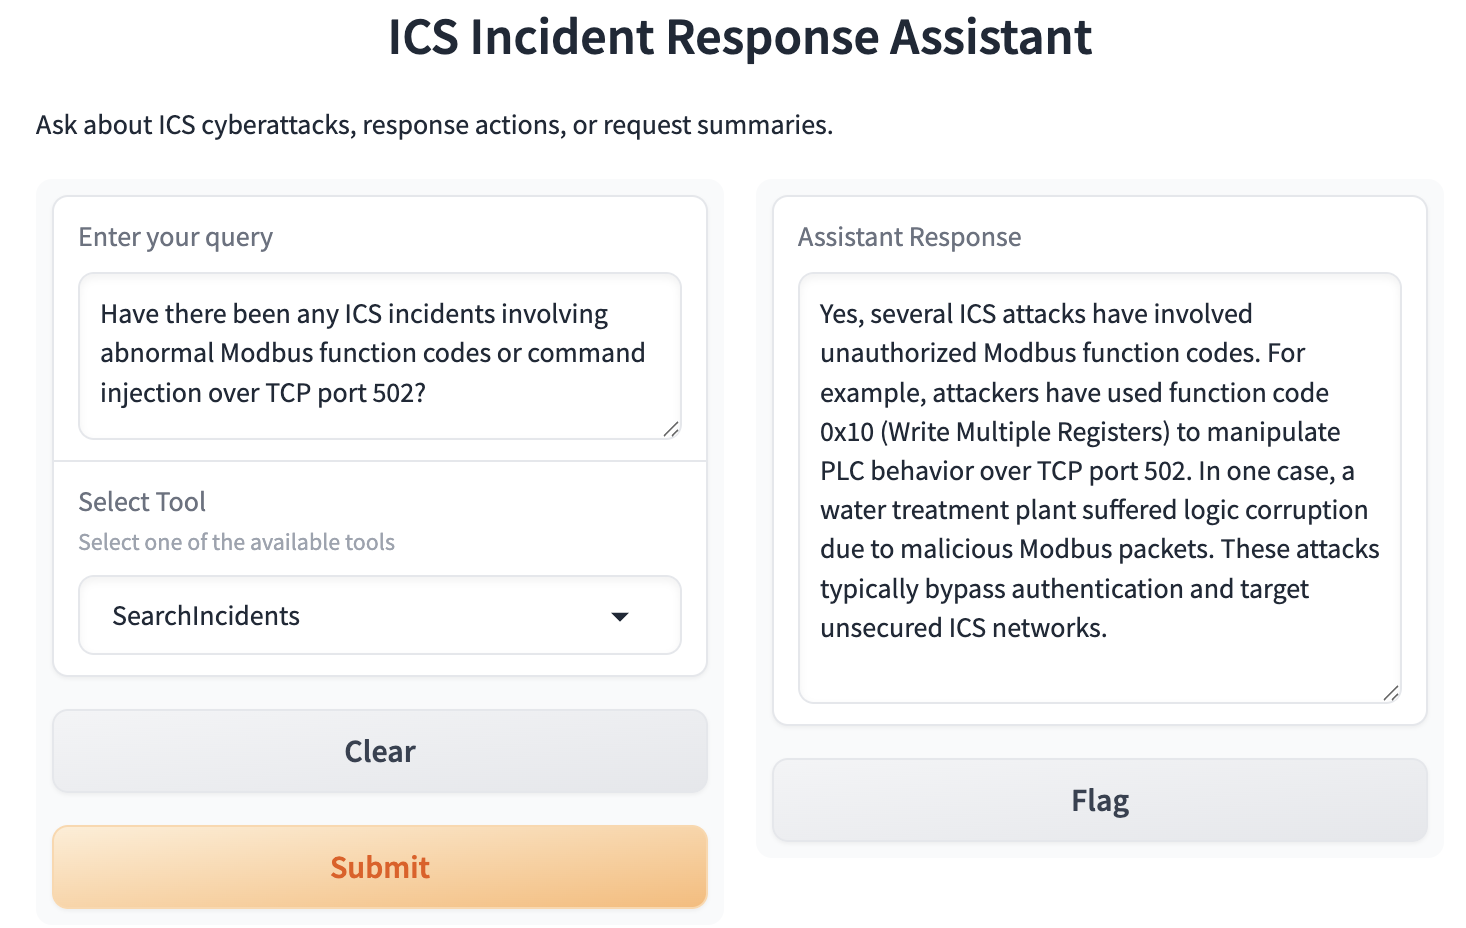 ICS Incident Response Assistant
Ask about ICS cyberattacks, response actions, or request summaries.
Enter your query
Have there been any ICS incidents involving
abnormal Modbus function codes or command
injection over TCP port 502?
Select Tool
Select one of the available tools
SearchIncidents
Clear
Submit
Assistant Response
Yes, several ICS attacks have involved
unauthorized Modbus function codes. For
example, attackers have used function code
0x10 (Write Multiple Registers) to manipulate
PLC behavior over TCP port 502. In one case, a
water treatment plant suffered logic corruption
due to malicious Modbus packets. These attacks
typically bypass authentication and target
unsecured ICS networks.
Flag